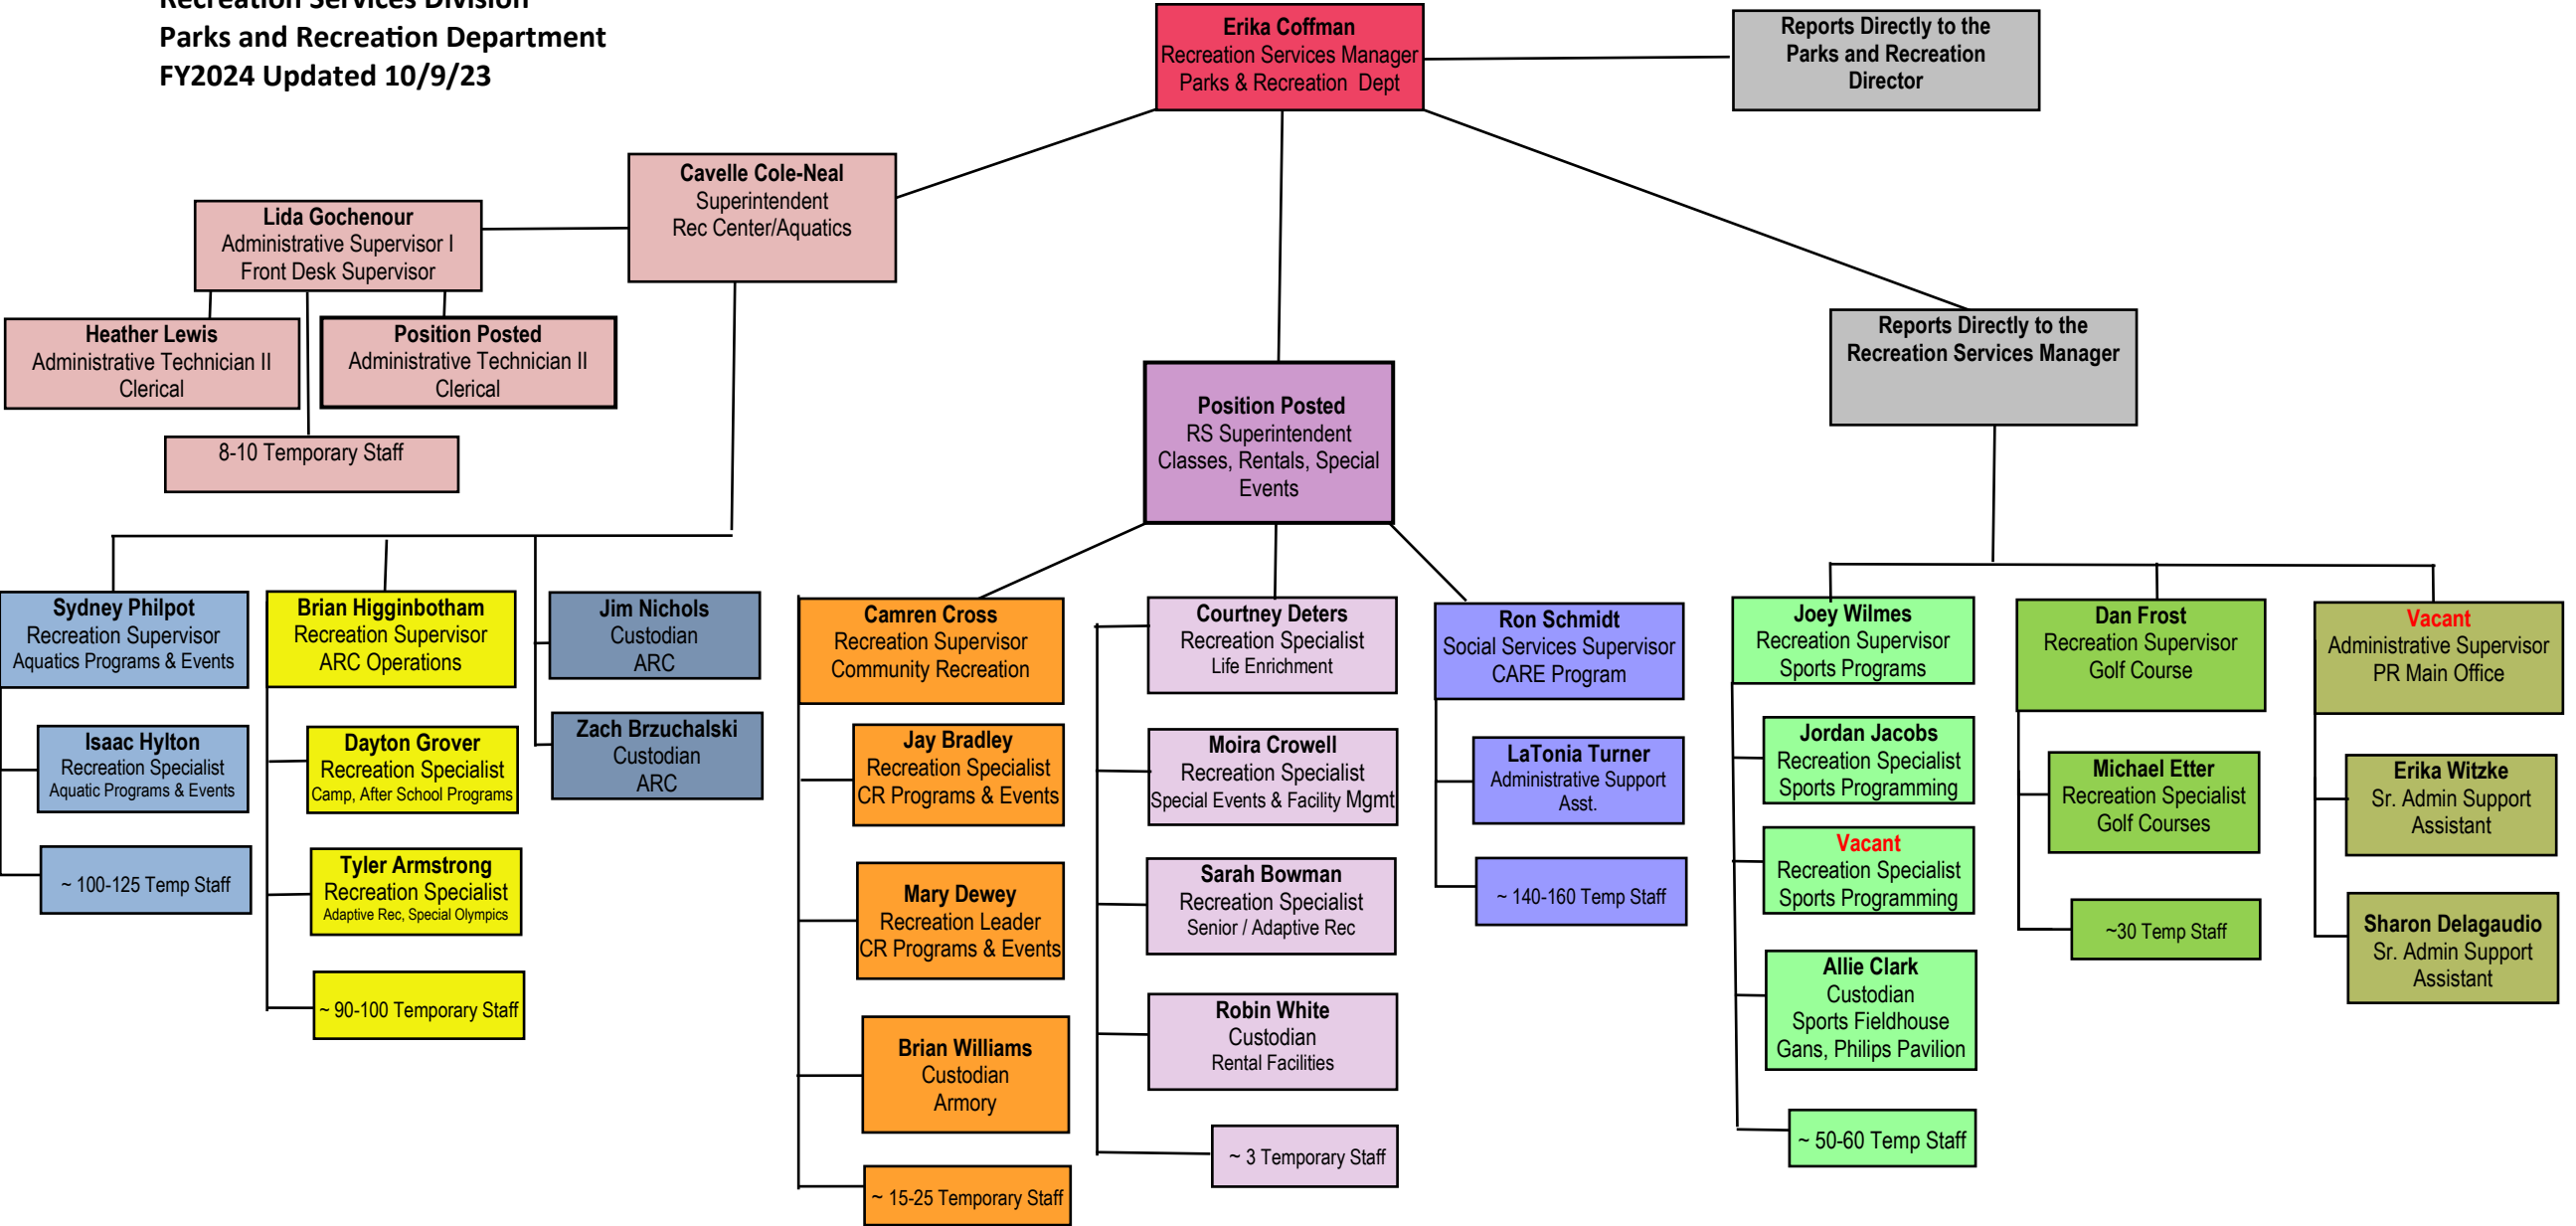 Recreation Services Division
Parks and Recreation Department
FY2024 Updated 10/9/23
Erika Coffman
Recreation Services Manager
Parks & Recreation Dept
Reports Directly to the
Parks and Recreation
Director
Cavelle Cole-Neal
Superintendent
Rec Center/Aquatics
Lida Gochenour
Administrative Supervisor I
Front Desk Supervisor
Heather Lewis
Administrative Technician II
Clerical
Position Posted
Administrative Technician II
Clerical
8-10 Temporary Staff
Position Posted
RS Superintendent
Classes, Rentals, Special
Events
Reports Directly to the
Recreation Services Manager
Sydney Philpot
Recreation Supervisor
Aquatics Programs & Events
Isaac Hylton
Recreation Specialist
Aquatic Programs & Events
~ 100-125 Temp Staff
Brian Higginbotham
Recreation Supervisor
ARC Operations
Dayton Grover
Recreation Specialist
Camp, After School Programs
Tyler Armstrong
Recreation Specialist
Adaptive Rec, Special Olympics
~ 90-100 Temporary Staff
Jim Nichols
Custodian
ARC
Zach Brzuchalski
Custodian
ARC
Camren Cross
Recreation Supervisor
Community Recreation
Jay Bradley
Recreation Specialist
CR Programs & Events
Mary Dewey
Recreation Leader
CR Programs & Events
Brian Williams
Custodian
Armory
~ 15-25 Temporary Staff
Courtney Deters
Recreation Specialist
Life Enrichment
Moira Crowell
Recreation Specialist
Special Events & Facility Mgmt
Sarah Bowman
Recreation Specialist
Senior / Adaptive Rec
Robin White
Custodian
Rental Facilities
~ 3 Temporary Staff
Ron Schmidt
Social Services Supervisor
CARE Program
LaTonia Turner
Administrative Support
Asst.
~ 140-160 Temp Staff
Joey Wilmes
Recreation Supervisor
Sports Programs
Jordan Jacobs
Recreation Specialist
Sports Programming
Vacant
Recreation Specialist
Sports Programming
Allie Clark
Custodian
Sports Fieldhouse
Gans, Philips Pavilion
~ 50-60 Temp Staff
Dan Frost
Recreation Supervisor
Golf Course
Michael Etter
Recreation Specialist
Golf Courses
~30 Temp Staff
Vacant
Administrative Supervisor
PR Main Office
Erika Witzke
Sr. Admin Support
Assistant
Sharon Delagaudio
Sr. Admin Support
Assistant